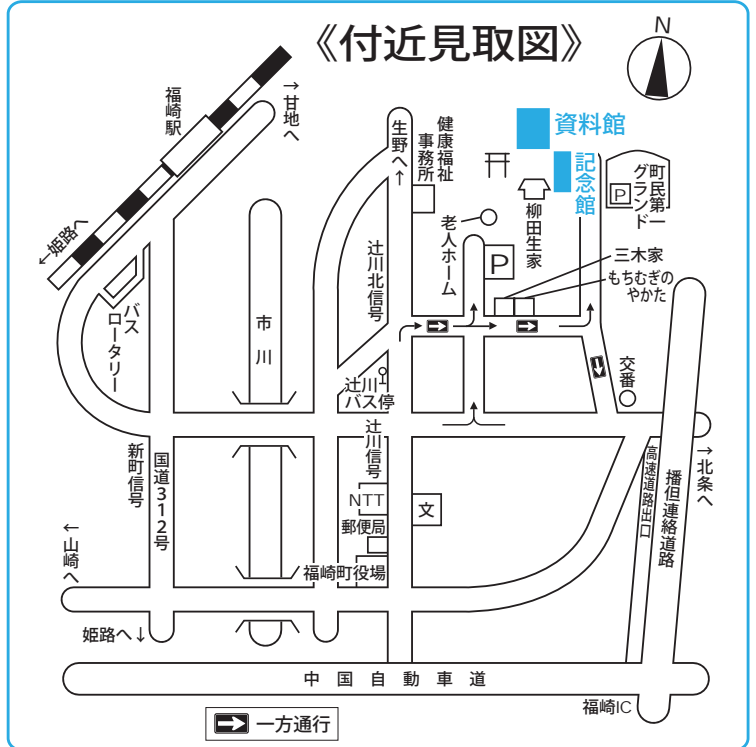 《付近見取図》
N
福崎駅
→甘地へ
←姫路へ
生野へ→
健康福祉
事務所
資料館
記念館
町民第一
グランド
P
柳田生家
老人ホーム
P
三木家
もちむぎの
やかた
辻川北信号
バス
ロータリー
市川
交番
辻川
バス停
辻川信号
新町信号
国道312号
NTT
郵便局
文
高速道路出口
播但連絡道路
→北条へ
←山崎へ
福崎町役場
姫路へ↓
中国自動車道
福崎IC
一方通行